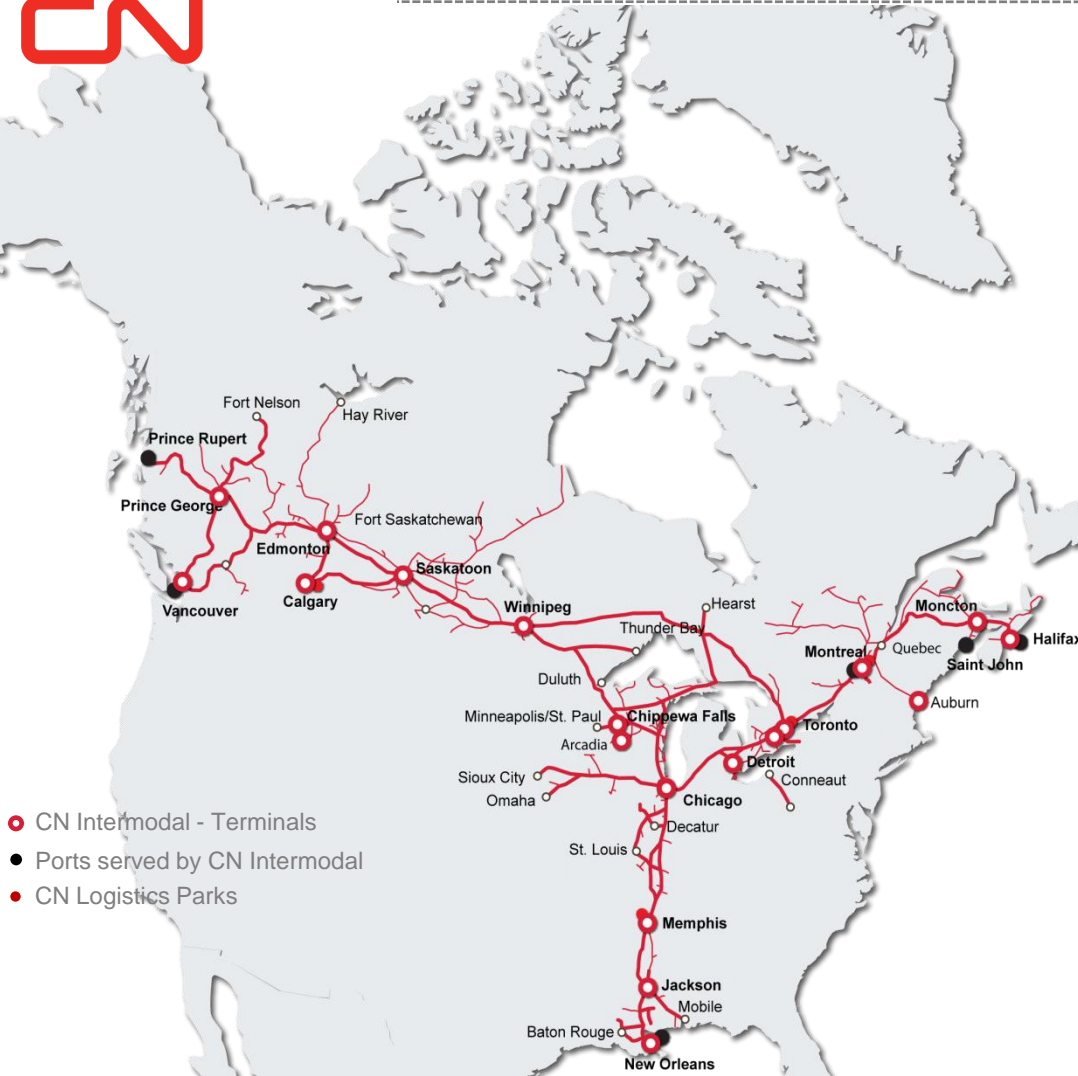 CN
Fort Nelson
Hay River
Prince Rupert
Prince George
Fort Saskatchewan
Edmonton
Saskatoon
Calgary
Vancouver
Winnipeg
Hearst
Thunder Bay
Moncton
Halifax
Quebec
Montreal
Saint John
Duluth
Auburn
Minneapolis/St. Paul
Chippewa Falls
Toronto
Arcadia
Detroit
Sioux City
Conneaut
Omaha
Chicago
CN Intermodal - Terminals
Decatur
St. Louis
Ports served by CN Intermodal
CN Logistics Parks
Memphis
Jackson
Mobile
Baton Rouge
New Orleans